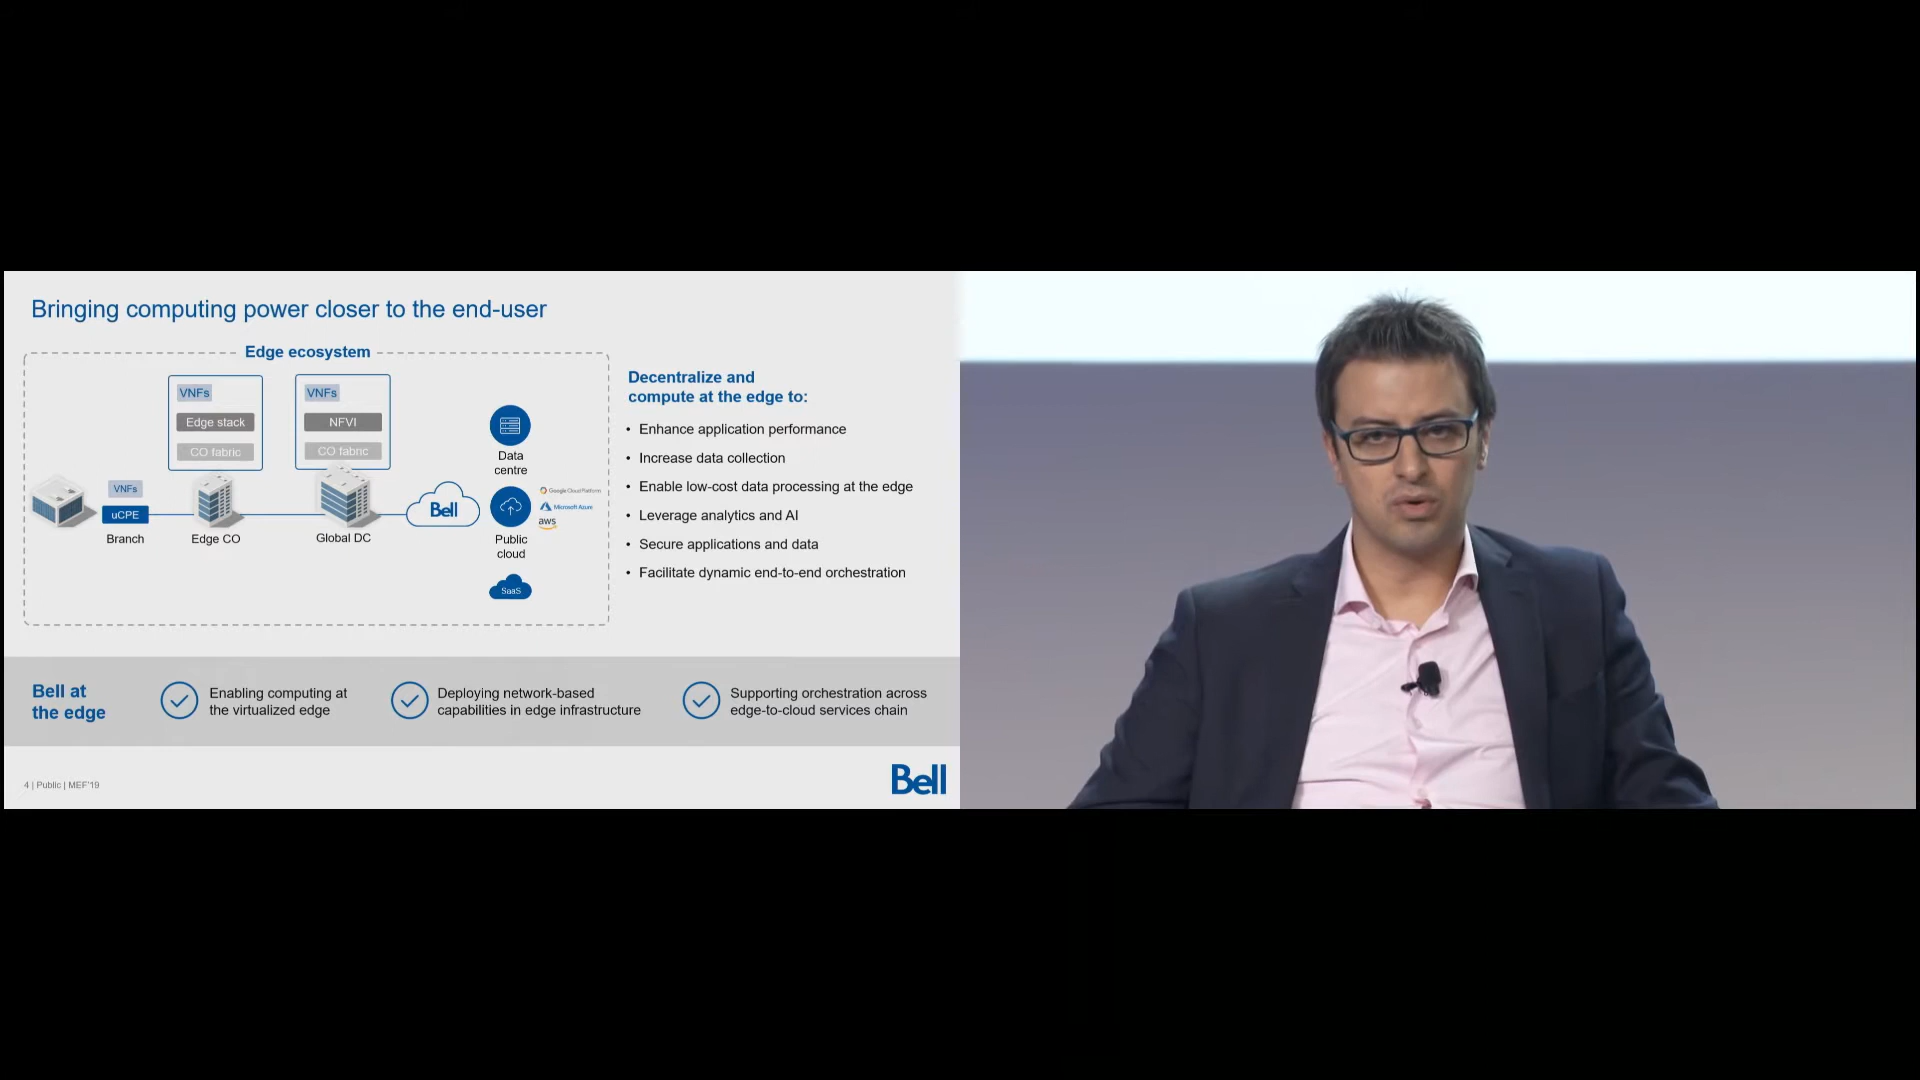 Bringing computing power closer to the end-user
Edge ecosystem
VNFs
Edge stack
CO fabric
VNFs
NFVI
CO fabric
VNFs
uCPE
Branch
Edge CO
Global DC
Bell
Data
centre
Public
cloud
Google Cloud Platform
Microsoft Azure
aws
SaaS
Decentralize and
compute at the edge to:
• Enhance application performance
• Increase data collection
• Enable low-cost data processing at the edge
• Leverage analytics and AI
• Secure applications and data
• Facilitate dynamic end-to-end orchestration
Bell at
the edge
Enabling computing at
the virtualized edge
Deploying network-based
capabilities in edge infrastructure
Supporting orchestration across
edge-to-cloud services chain
4 | Public | MEF'19
Bell